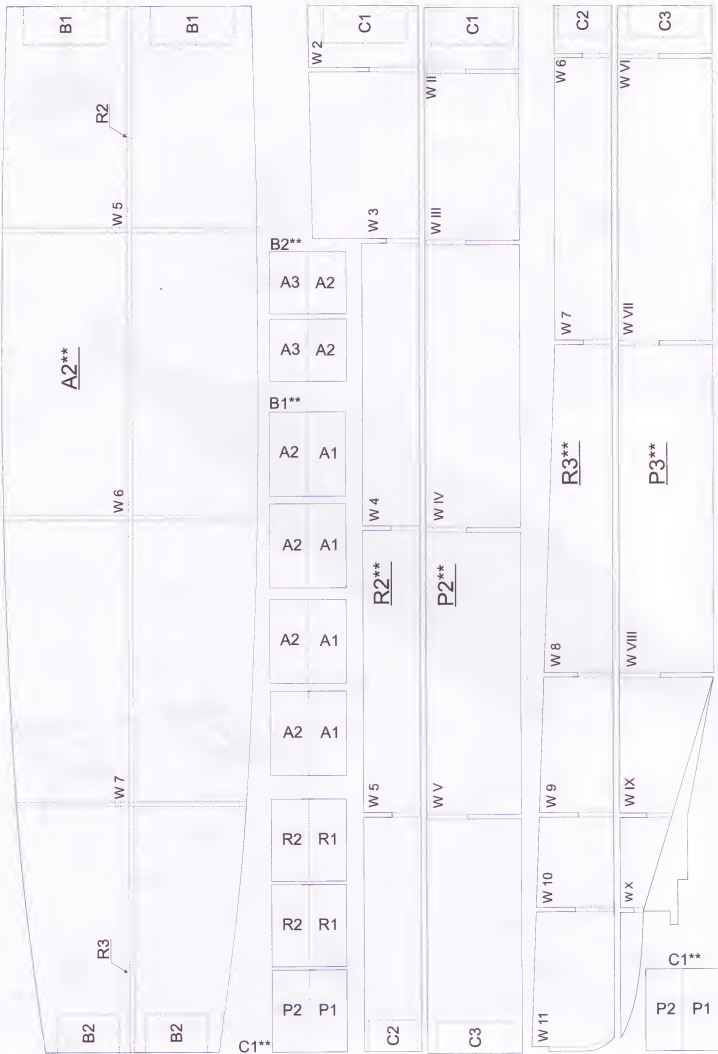 B1
B1
R2
W 5
A2**
W 6
W 7
R3
B2
B2
B2**
A3 A2
A3 A2
B1**
A2 A1
A2 A1
A2 A1
A2 A1
R2 R1
R2 R1
P2 P1
C1**
W 2
C1
C1
W II
W 3
W III
W 4
W IV
R2**
P2**
W 5
W V
C2
C3
C2
C3
W 6
W VI
W 7
W VII
R3**
P3**
W 8
W VIII
W 9
W IX
W 10
W X
W 11
C1**
P2 P1